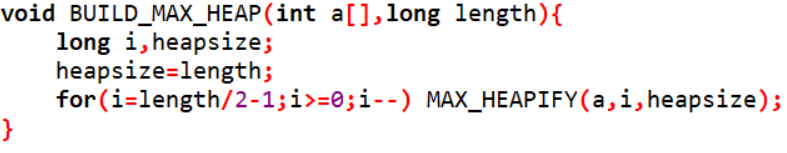 void BUILD_MAX_HEAP(int a[],long length){
    long i,heapsize;
    heapsize=length;
    for(i=length/2-1;i>=0;i--) MAX_HEAPIFY(a,i,heapsize);
}